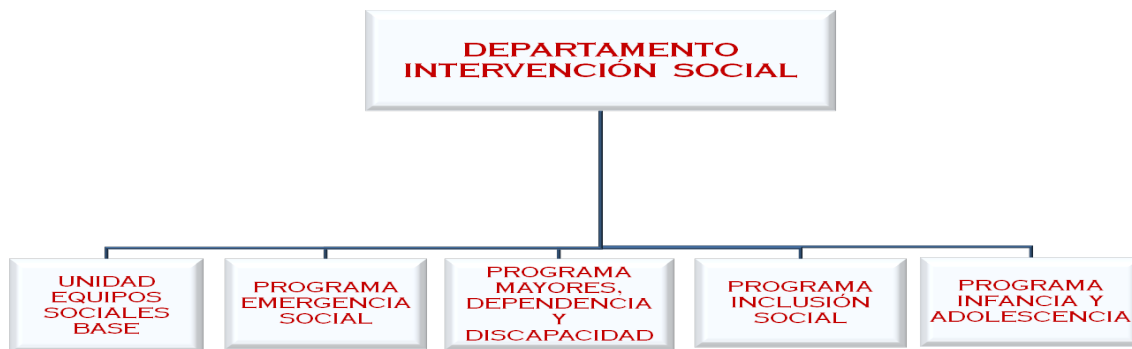 DEPARTAMENTO
INTERVENCIÓN SOCIAL
UNIDAD
EQUIPOS
SOCIALES
BASE
PROGRAMA
EMERGENCIA
SOCIAL
PROGRAMA
MAYORES,
DEPENDENCIA
Y
DISCAPACIDAD
PROGRAMA
INCLUSIÓN
SOCIAL
PROGRAMA
INFANCIA Y
ADOLESCENCIA